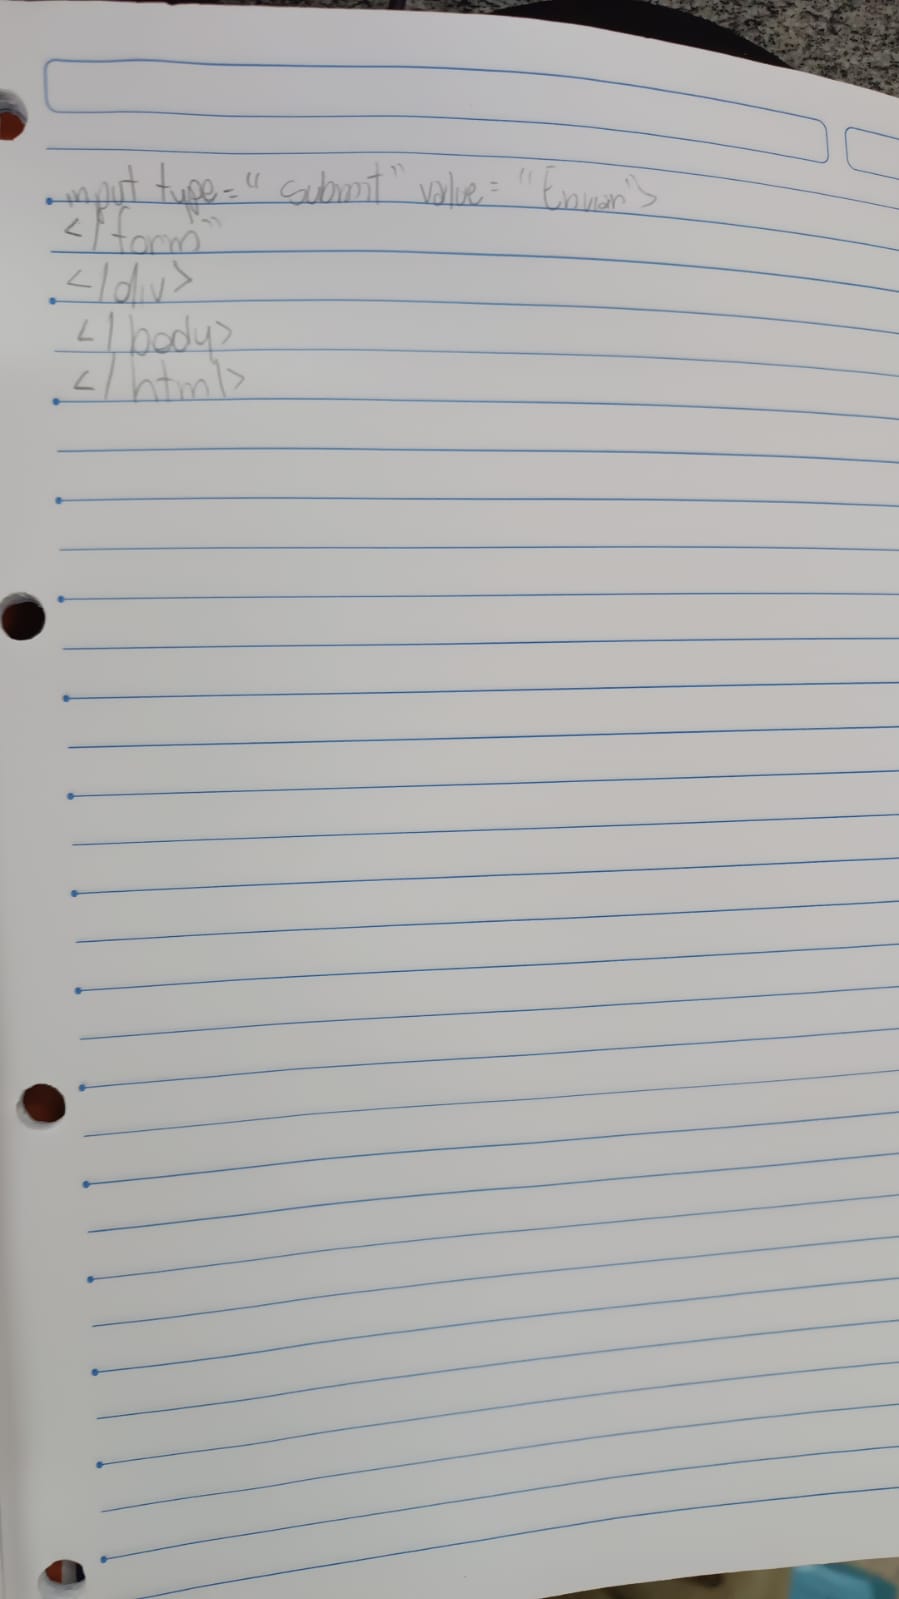 input type=" submit" value= "Enviar">
</form"
</div>
</body>
</html>